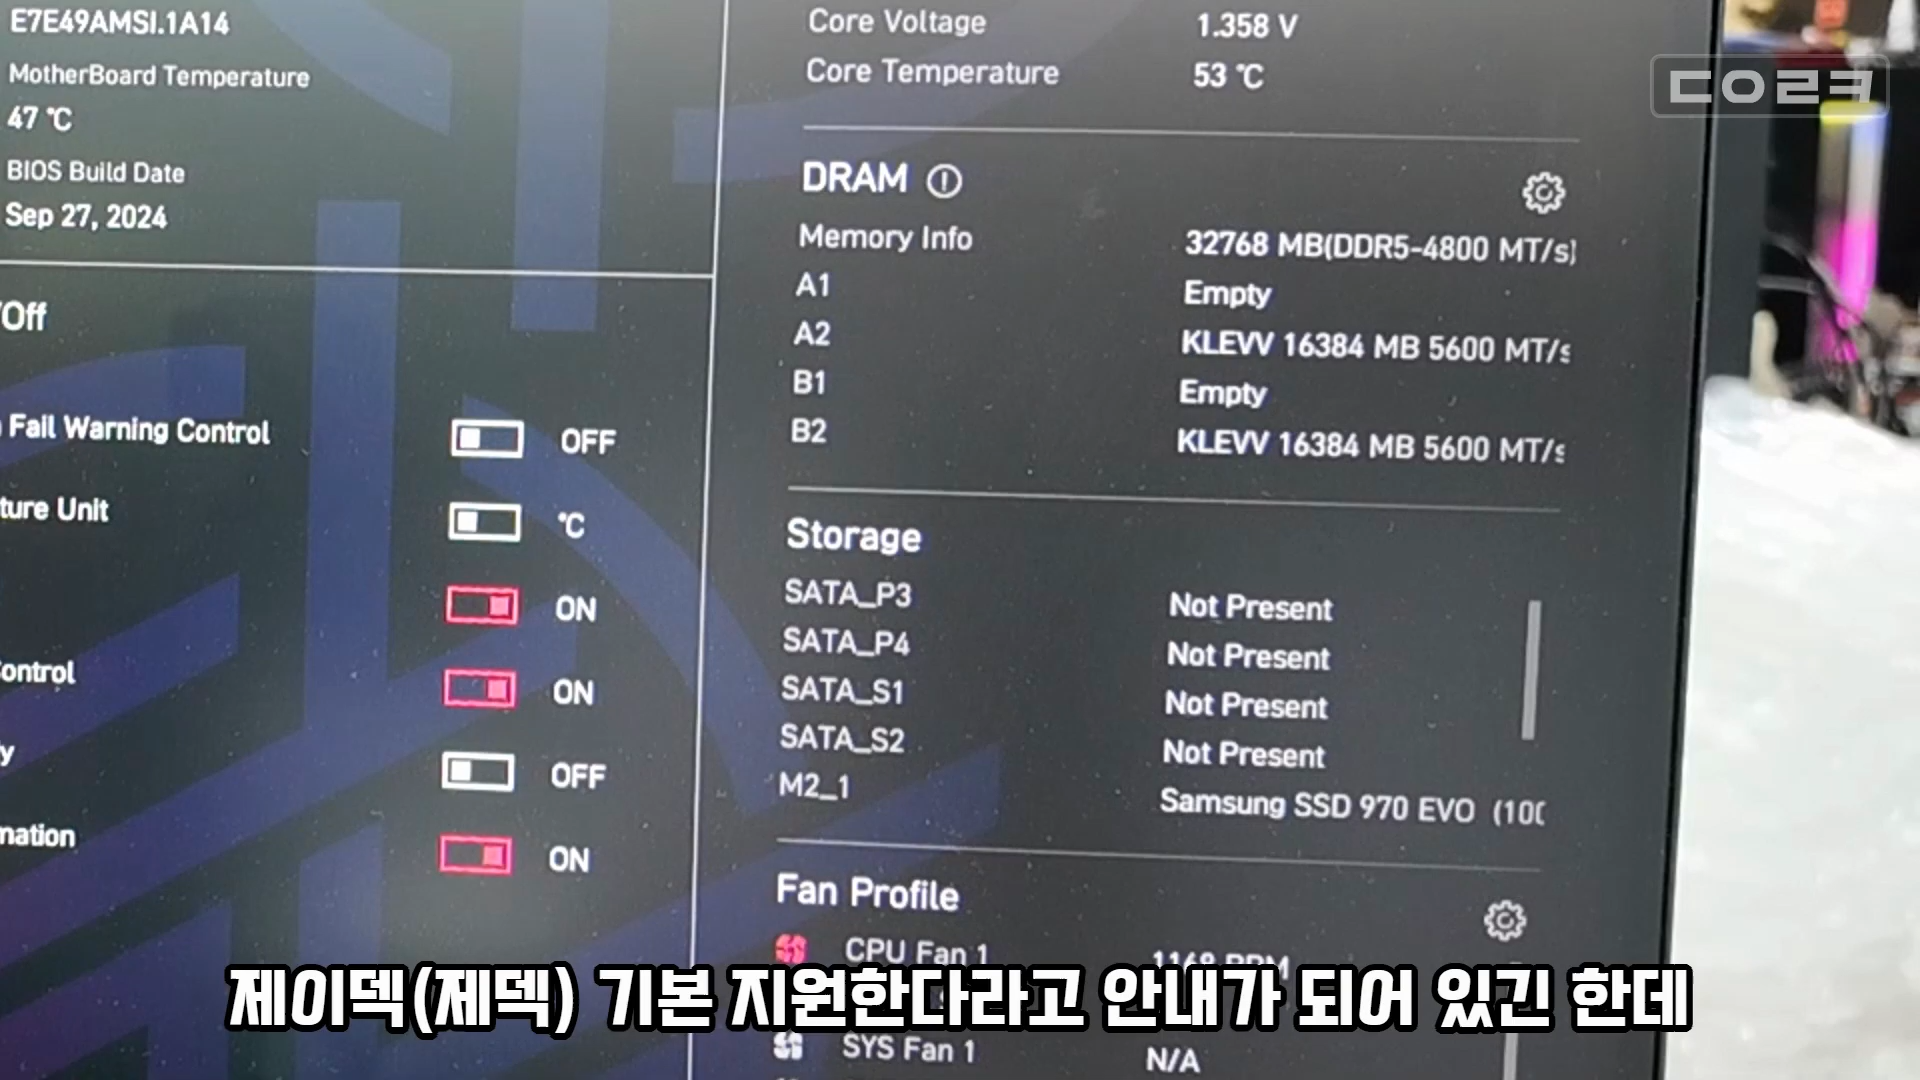 E7E49AMSI.1A14
MotherBoard Temperature
47 ℃
BIOS Build Date
Sep 27, 2024
/Off
Fail Warning Control
OFF
ture Unit
℃
ON
ontrol
ON
y
OFF
mation
ON
Core Voltage 1.358 V
Core Temperature 53 ℃
DRAM
Memory Info 32768 MB(DDR5-4800 MT/s)
A1 Empty
A2 KLEVV 16384 MB 5600 MT/s
B1 Empty
B2 KLEVV 16384 MB 5600 MT/s
Storage
SATA_P3 Not Present
SATA_P4 Not Present
SATA_S1 Not Present
SATA_S2 Not Present
M2_1 Samsung SSD 970 EVO (100
Fan Profile
CPU Fan 1 1168 RPM
SYS Fan 1 N/A
제이덱(제덱) 기본 지원한다라고 안내가 되어 있긴 한데